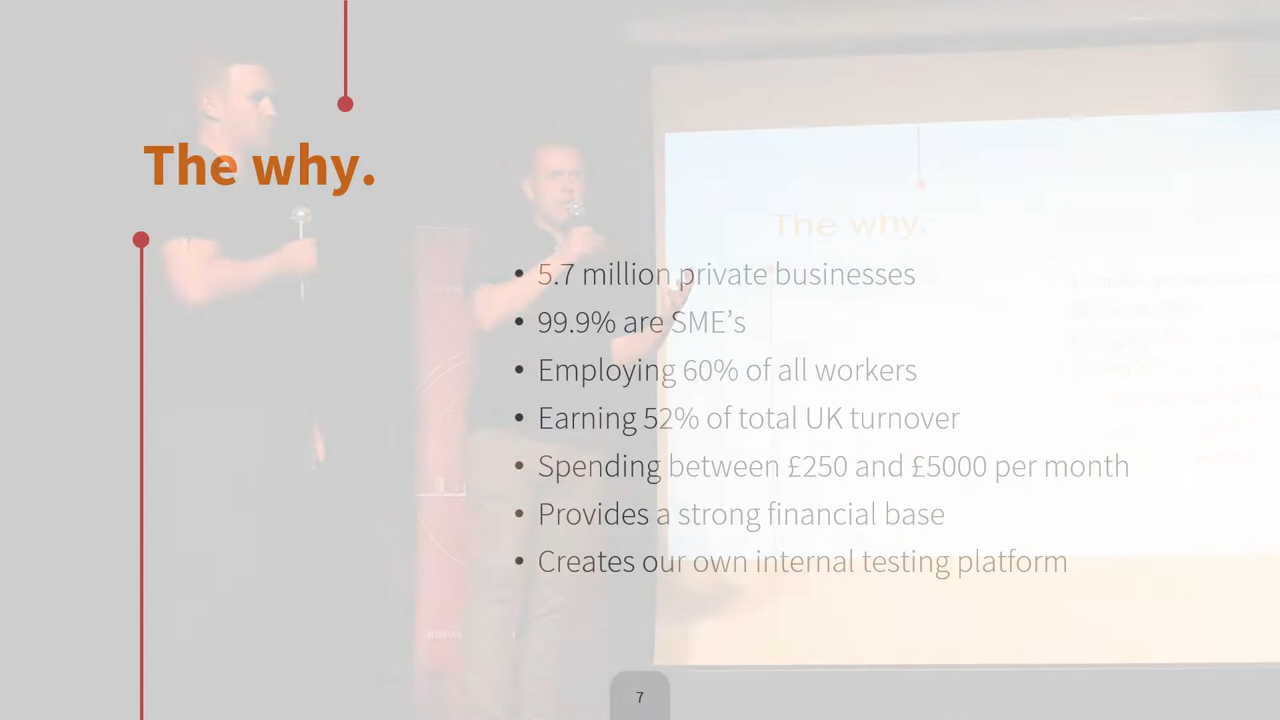 The why.
The why.
• 5.7 million private businesses
• 99.9% are SME’s
• Employing 60% of all workers
• Earning 52% of total UK turnover
• Spending between £250 and £5000 per month
• Provides a strong financial base
• Creates our own internal testing platform
7